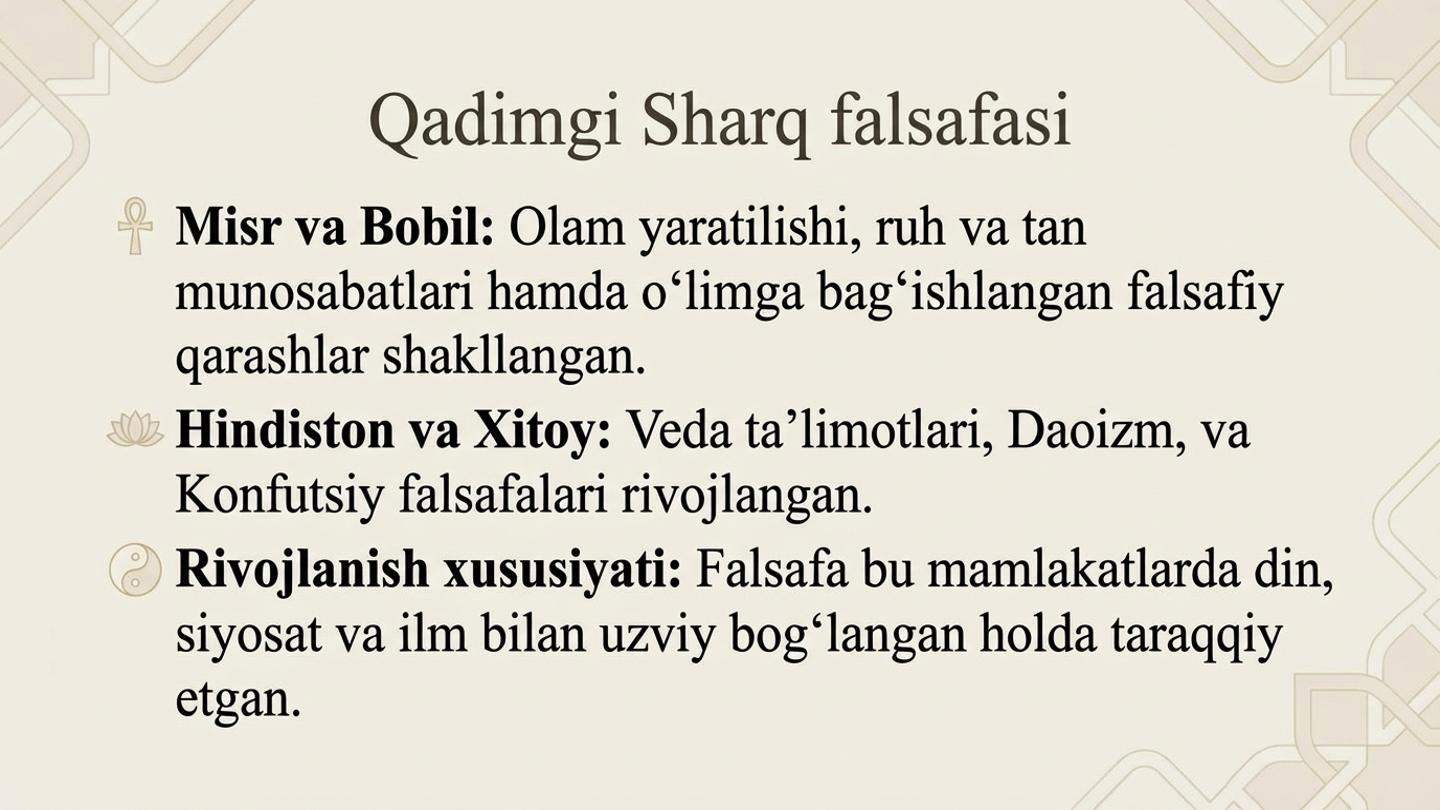 Qadimgi Sharq falsafasi
Misr va Bobil: Olam yaratilishi, ruh va tan
munosabatlari hamda o‘limga bag‘ishlangan falsafiy
qarashlar shakllangan.
Hindiston va Xitoy: Veda ta’limotlari, Daoizm, va
Konfutsiy falsafalari rivojlangan.
Rivojlanish xususiyati: Falsafa bu mamlakatlarda din,
siyosat va ilm bilan uzviy bog‘langan holda taraqqiy
etgan.